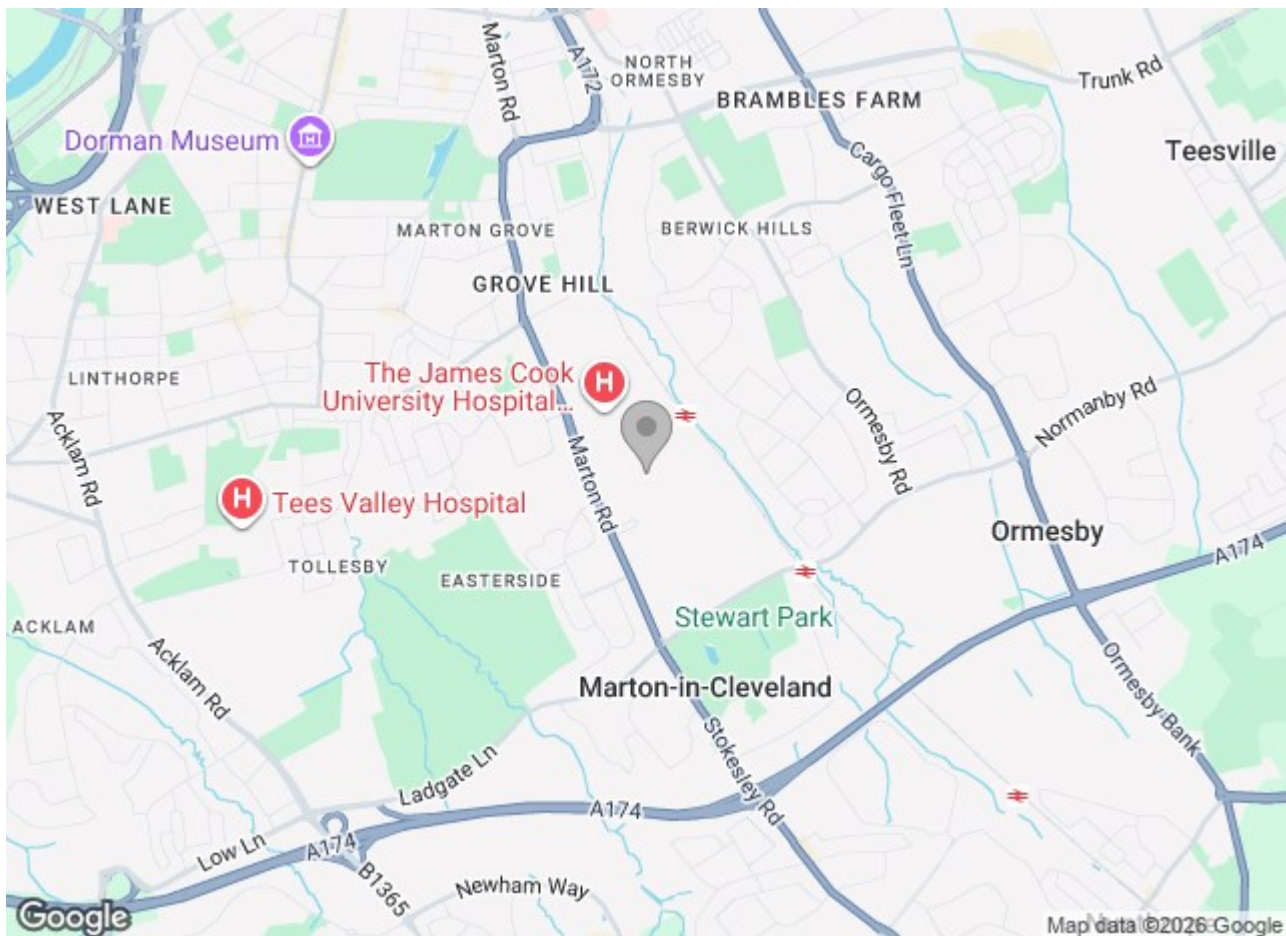 Marton Rd
A172
NORTH
ORMESBY
Trunk Rd
BRAMBLES FARM
Dorman Museum
Cargo Fleet Ln
Teesville
WEST LANE
MARTON GROVE
BERWICK HILLS
GROVE HILL
The James Cook
University Hospital...
H
LINTHORPE
Acklam Rd
Marton Rd
Ormesby Rd
Normanby Rd
H
Tees Valley Hospital
Ormesby
A174
TOLLESBY
EASTERSIDE
Stewart Park
ACKLAM
Acklam Rd
Marton-in-Cleveland
Ormesby Bank
Stokesley Rd
Ladgate Ln
A174
Low Ln
A174
B1365
Newham Way
Google
Map data ©2026 Google